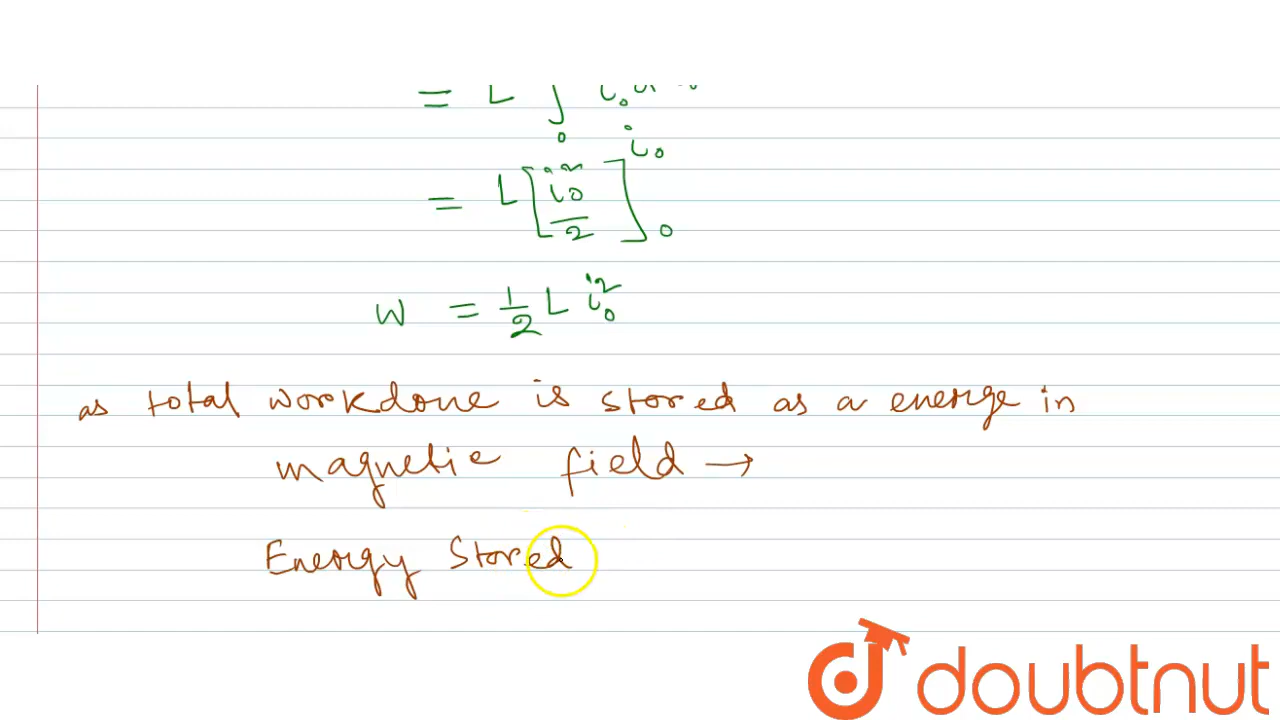 = L ∫
0
= L [i₀²/2]
i₀
0
W = 1/2 L i₀²
as total workdone is stored as a energe in
magnetic field →
Energy Stored
doubtnut